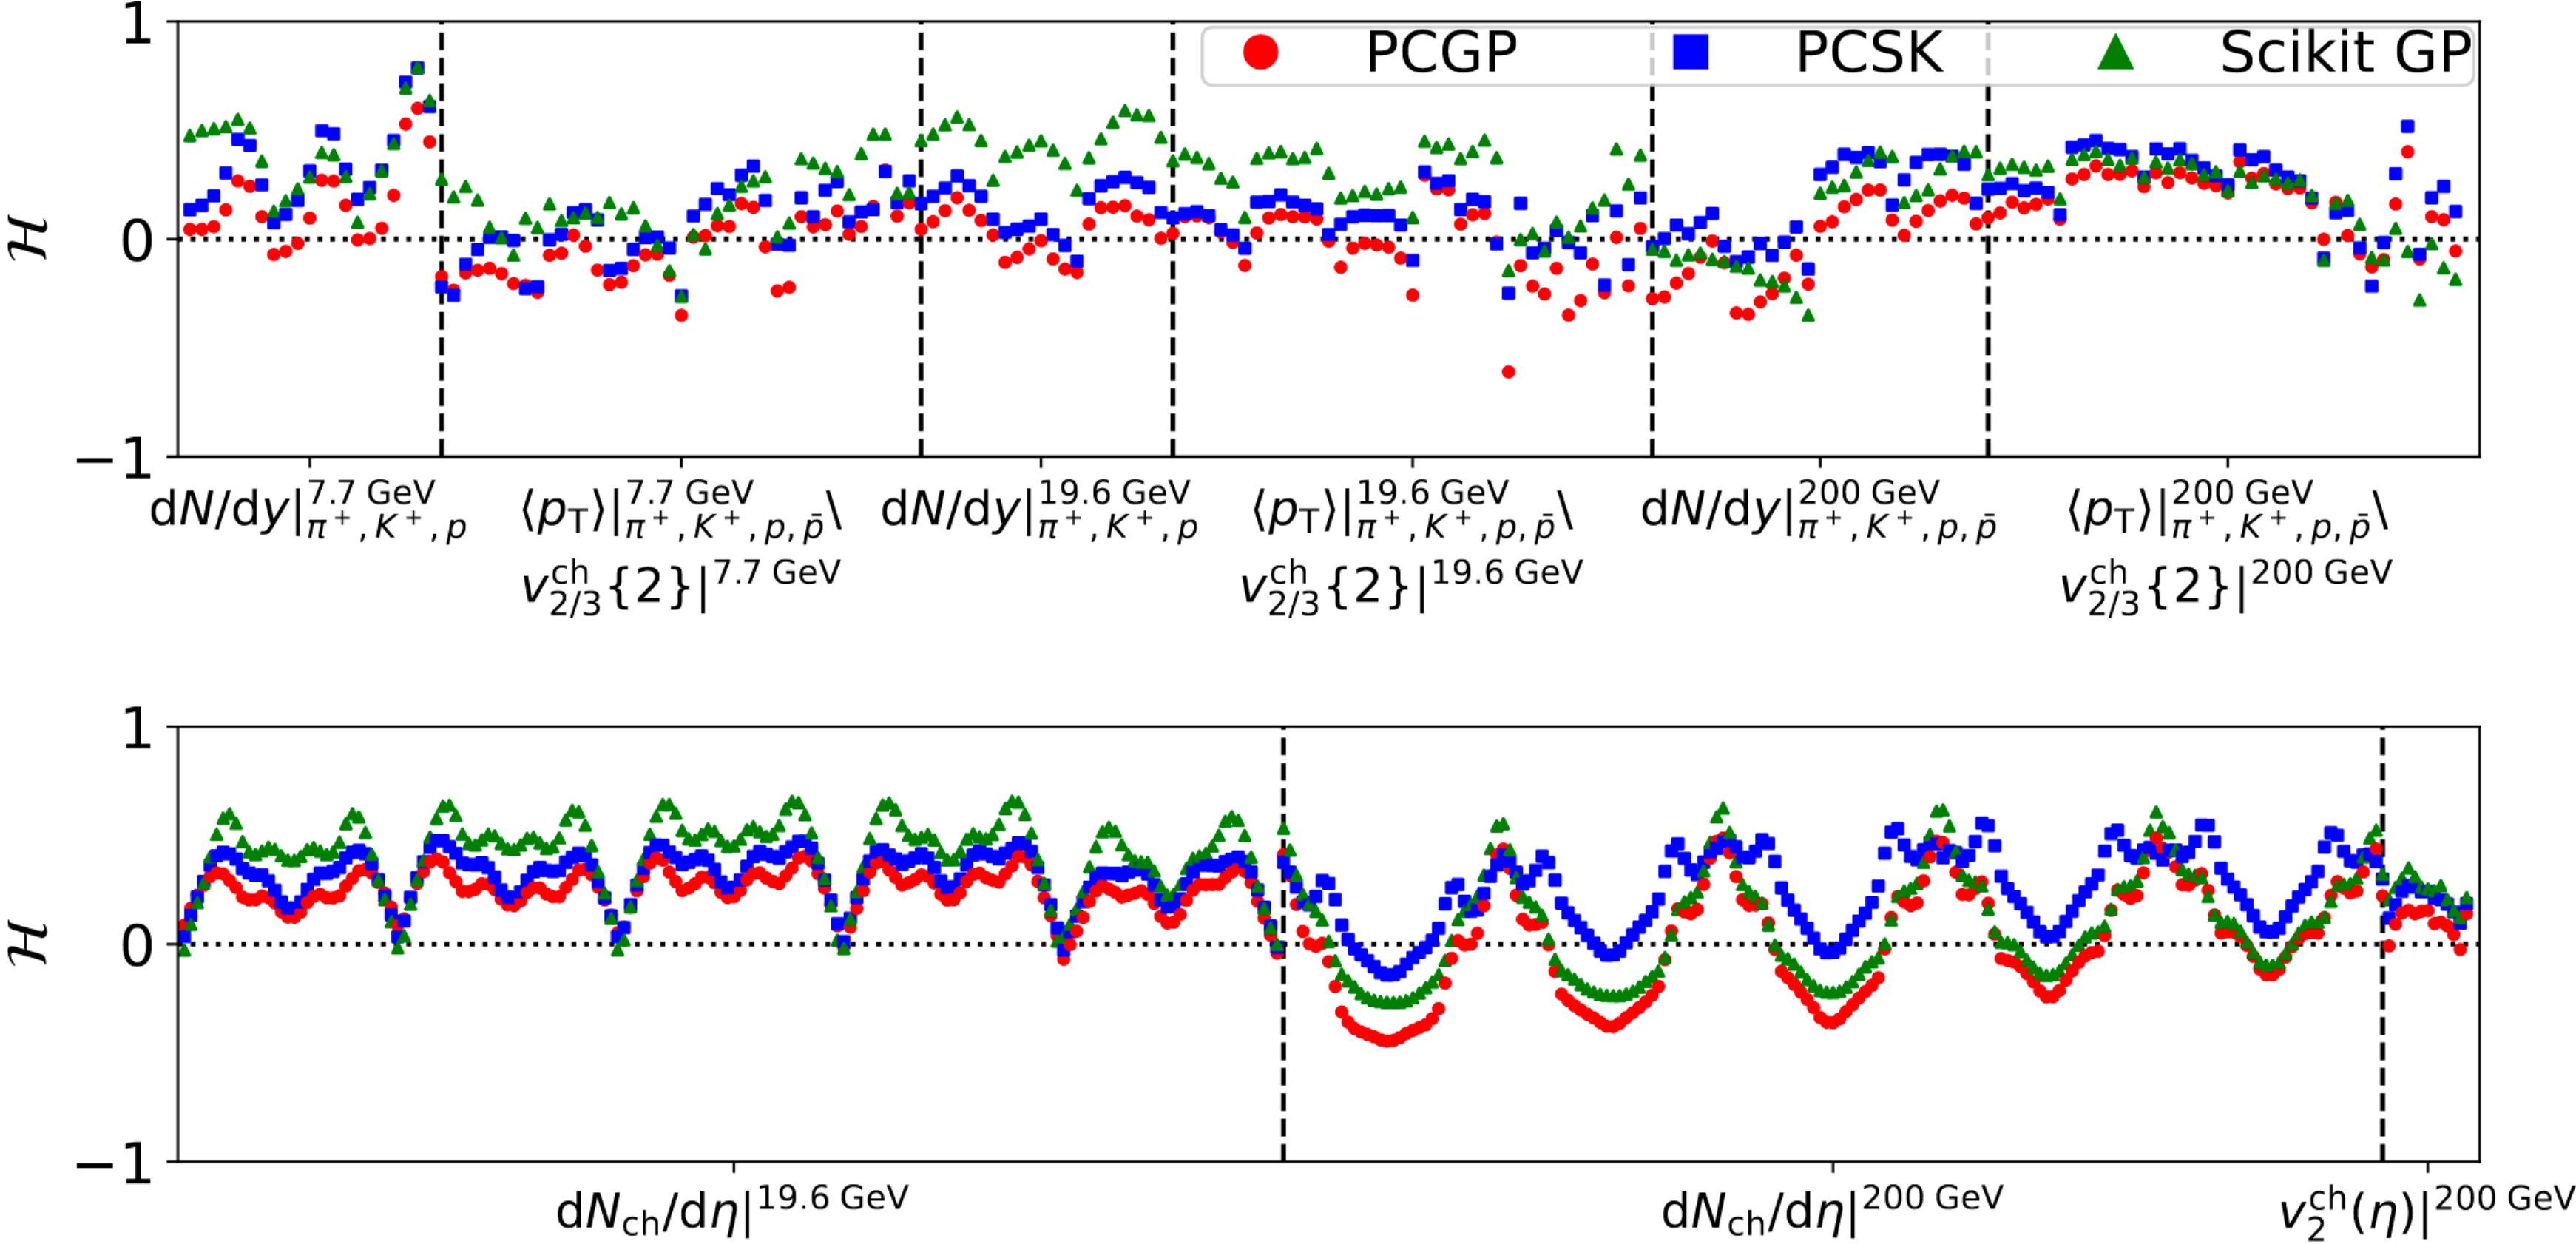 1
PCGP PCSK Scikit GP
ℋ
0
−1
dN/dy|^{7.7 GeV}_{π⁺, K⁺, p} ⟨p_T⟩|^{7.7 GeV}_{π⁺, K⁺, p, p̄}\ dN/dy|^{19.6 GeV}_{π⁺, K⁺, p} ⟨p_T⟩|^{19.6 GeV}_{π⁺, K⁺, p, p̄}\ dN/dy|^{200 GeV}_{π⁺, K⁺, p, p̄} ⟨p_T⟩|^{200 GeV}_{π⁺, K⁺, p, p̄}\
v^{ch}_{2/3}{2}|^{7.7 GeV} v^{ch}_{2/3}{2}|^{19.6 GeV} v^{ch}_{2/3}{2}|^{200 GeV}
1
ℋ
0
−1
dN_{ch}/dη|^{19.6 GeV} dN_{ch}/dη|^{200 GeV} v^{ch}_2(η)|^{200 GeV}